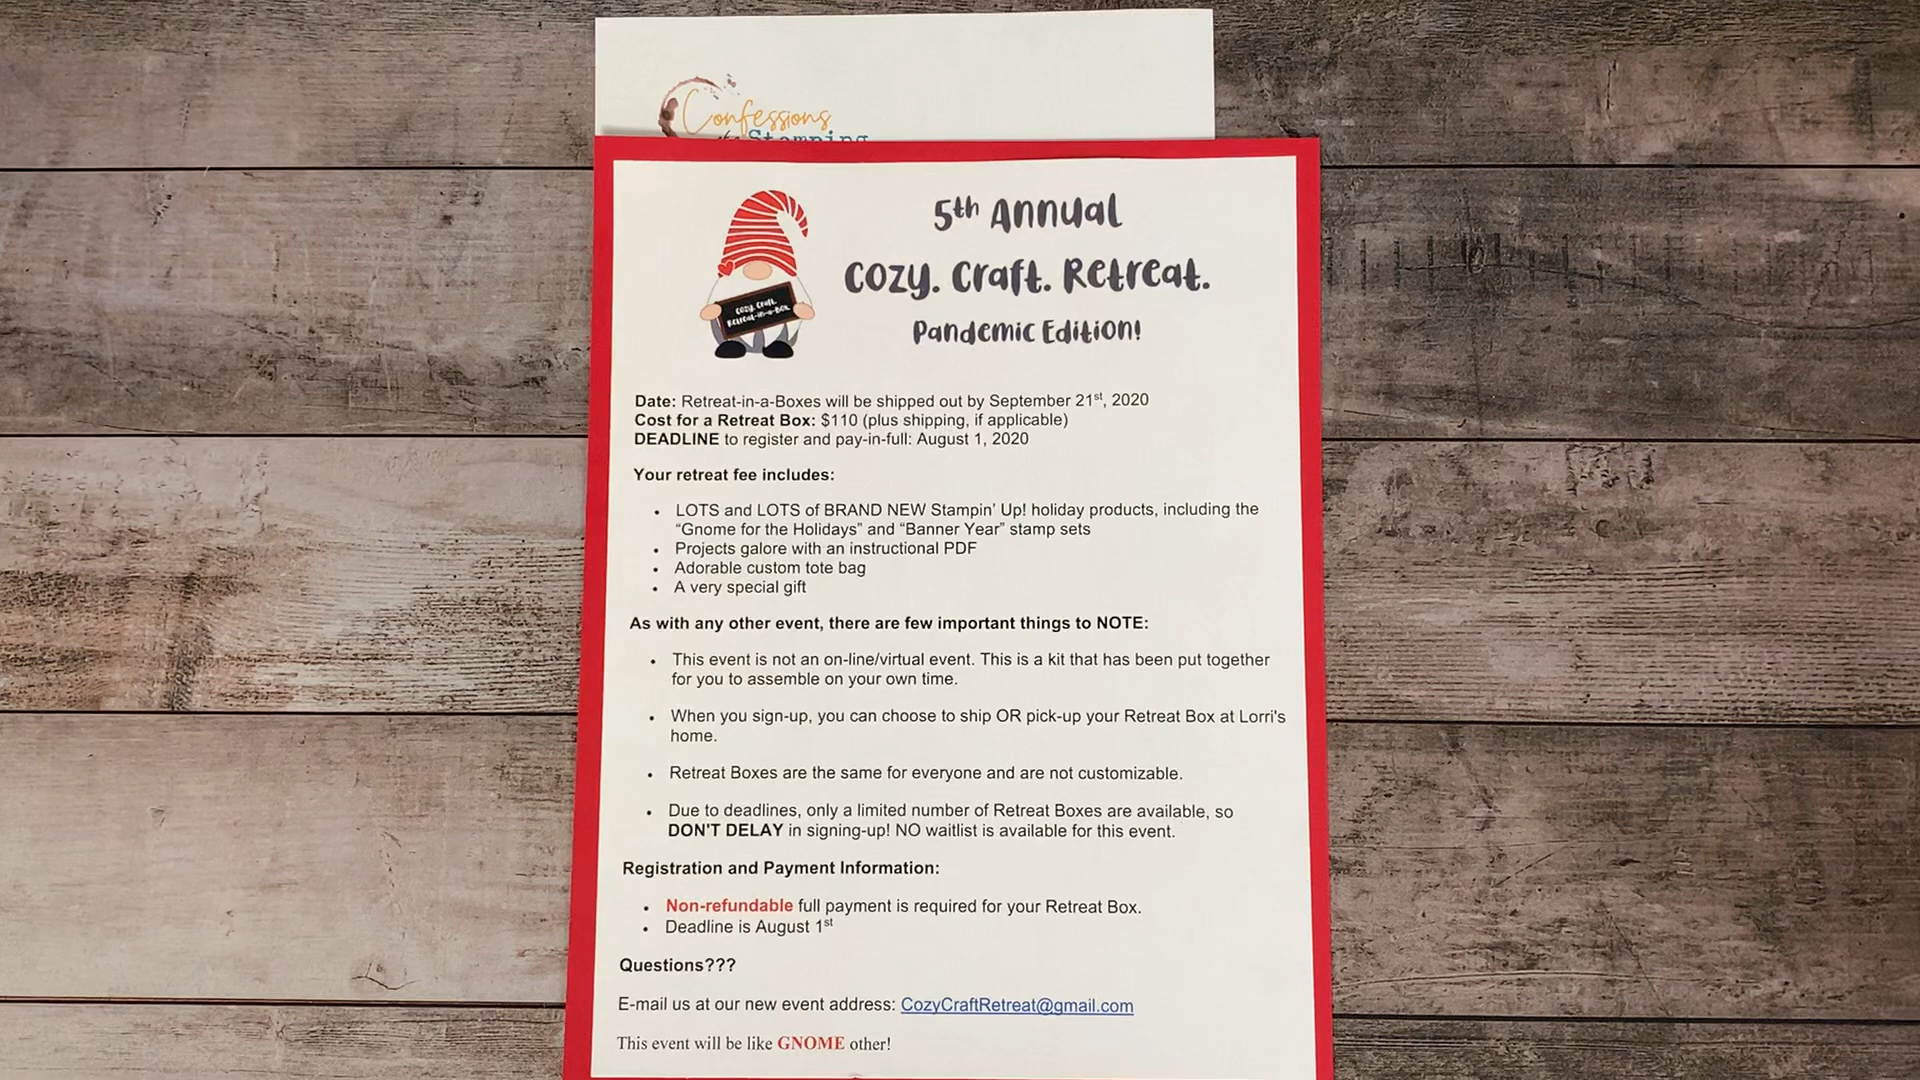 Confessions
Stamping
5th Annual
Cozy. Craft. Retreat.
Pandemic Edition!
Cozy. Craft.
Retreat-in-a-Box
Date: Retreat-in-a-Boxes will be shipped out by September 21st, 2020
Cost for a Retreat Box: $110 (plus shipping, if applicable)
DEADLINE to register and pay-in-full: August 1, 2020
Your retreat fee includes:
• LOTS and LOTS of BRAND NEW Stampin' Up! holiday products, including the
“Gnome for the Holidays” and “Banner Year” stamp sets
• Projects galore with an instructional PDF
• Adorable custom tote bag
• A very special gift
As with any other event, there are few important things to NOTE:
• This event is not an on-line/virtual event. This is a kit that has been put together
for you to assemble on your own time.
• When you sign-up, you can choose to ship OR pick-up your Retreat Box at Lorri's
home.
• Retreat Boxes are the same for everyone and are not customizable.
• Due to deadlines, only a limited number of Retreat Boxes are available, so
DON'T DELAY in signing-up! NO waitlist is available for this event.
Registration and Payment Information:
• Non-refundable full payment is required for your Retreat Box.
• Deadline is August 1st
Questions???
E-mail us at our new event address: CozyCraftRetreat@gmail.com
This event will be like GNOME other!